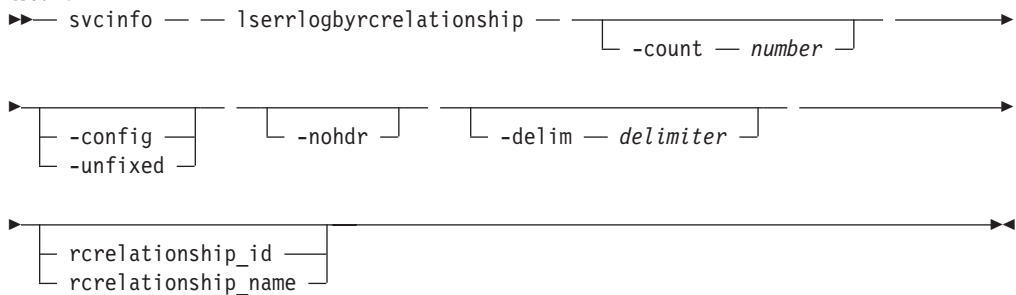 svcinfo lserrlogbyrcrelationship
-count number
-config -nohdr -delim delimiter
-unfixed
rcrelationship_id
rcrelationship_name